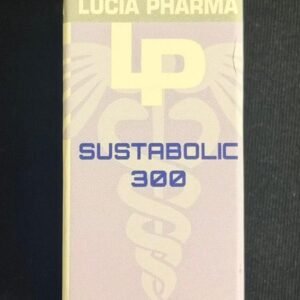 LUCIA PHARMA
LP
SUSTABOLIC
300